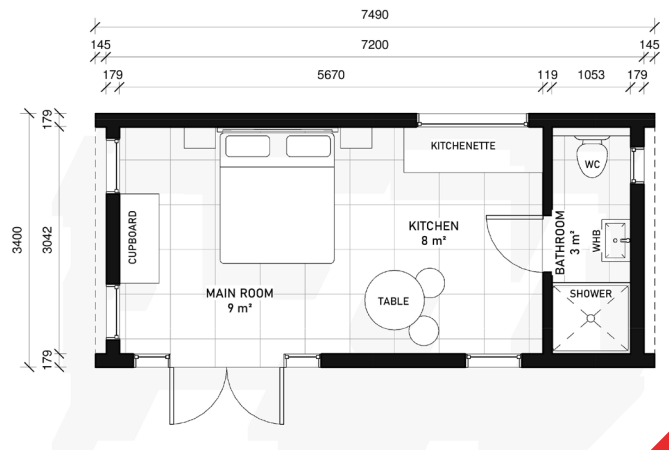 7490
145
7200
145
179
5670
119
1053
179
179
3400
3042
179
KITCHENETTE
WC
CUPBOARD
KITCHEN
8 m²
BATHROOM
3 m²
WHB
MAIN ROOM
9 m²
TABLE
SHOWER